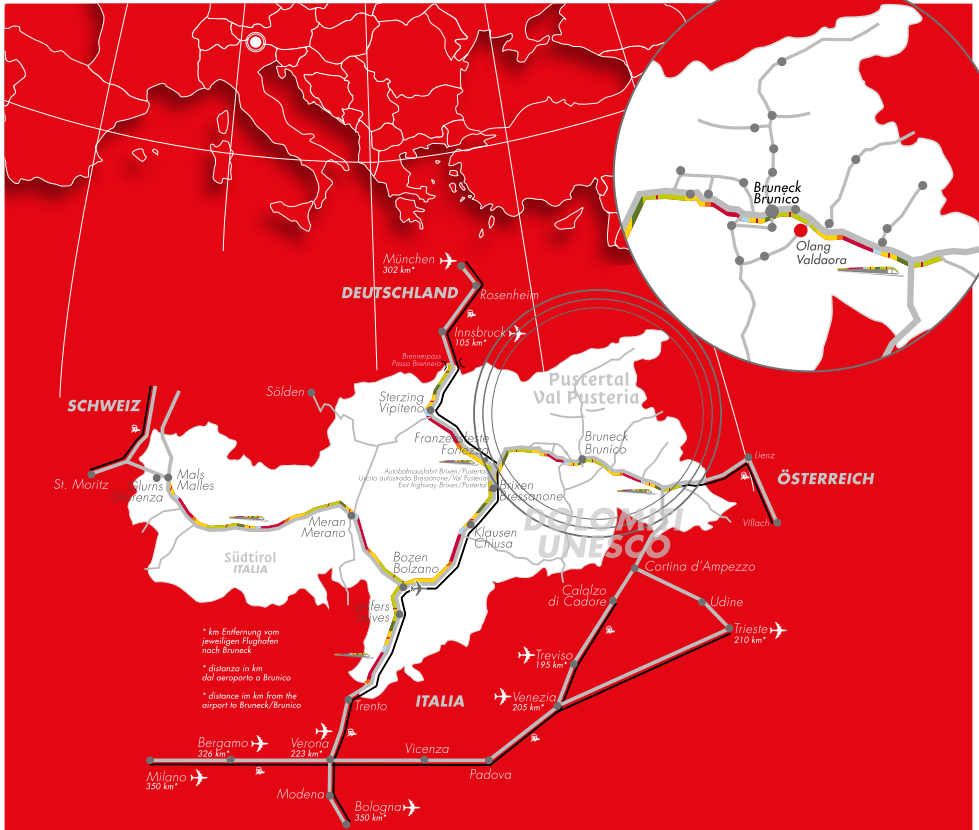 Bruneck
Brunico
Olang
Valdaora
München
302 km*
DEUTSCHLAND
Rosenheim
Innsbruck
105 km*
Brennerpass
Passo Brennero
Pustertal
Val Pusteria
Sölden
Sterzing
Vipiteno
SCHWEIZ
Franzensfeste
Fortezza
Bruneck
Brunico
Lienz
Autobahnausfahrt Brixen/Pustertal
Uscita autostrada Bressanone/Val Pusteria
Exit highway Brixen/Pustertal
ÖSTERREICH
St. Moritz
Mals
Malles
Brixen
Bressanone
Meran
Merano
DOLOMITI
UNESCO
Villach
Klausen
Chiusa
Südtirol
ITALIA
Bozen
Bolzano
Cortina d'Ampezzo
Calalzo
di Cadore
Udine
* km Entfernung vom
jeweiligen Flughafen
nach Bruneck
* distanza in km
dal aeroporto a Brunico
* distance im km from the
airport to Bruneck/Brunico
Trieste
210 km*
Treviso
195 km*
ITALIA
Venezia
205 km*
Trento
Bergamo
326 km*
Verona
223 km*
Vicenza
Milano
350 km*
Padova
Modena
Bologna
350 km*